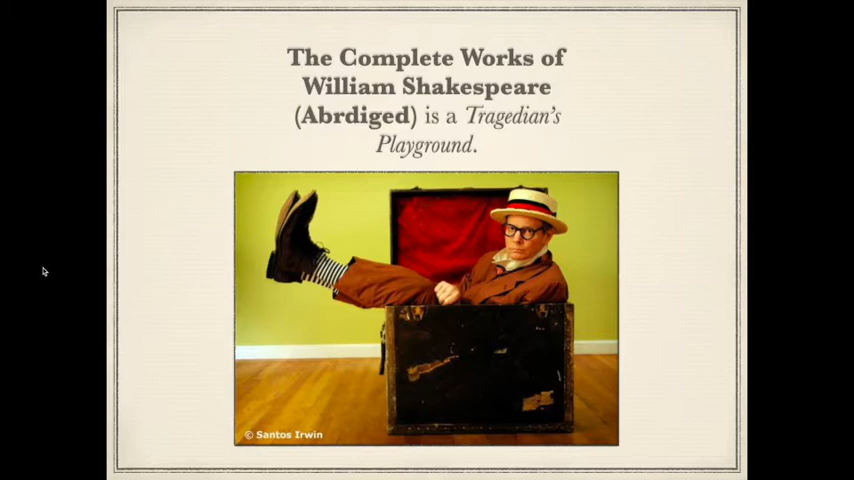 The Complete Works of
William Shakespeare
(Abrdiged) is a Tragedian's
Playground.
© Santos Irwin